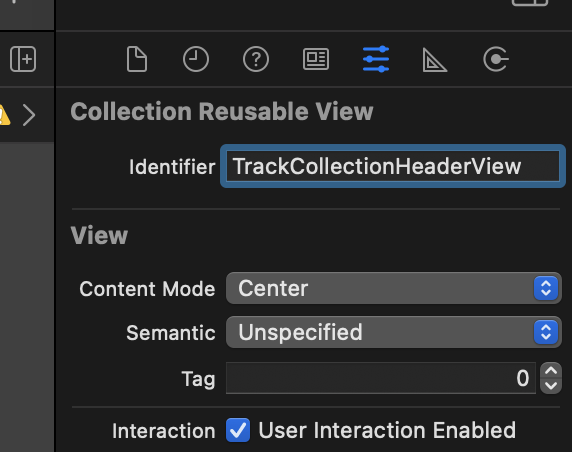 Collection Reusable View
Identifier TrackCollectionHeaderView
View
Content Mode Center
Semantic Unspecified
Tag 0
Interaction User Interaction Enabled